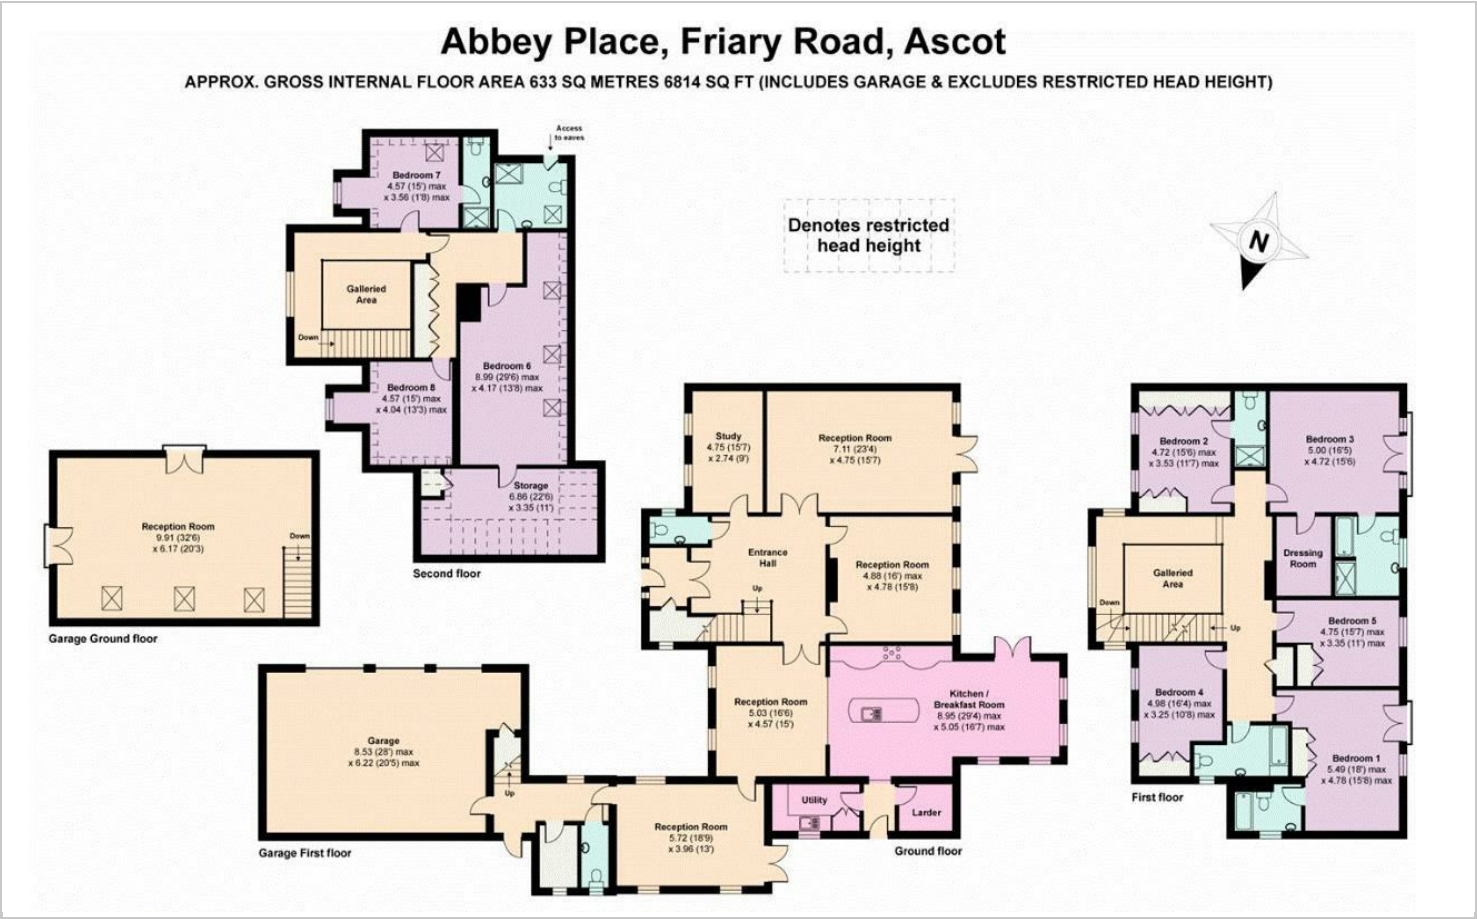 Abbey Place, Friary Road, Ascot
APPROX. GROSS INTERNAL FLOOR AREA 633 SQ METRES 6814 SQ FT (INCLUDES GARAGE & EXCLUDES RESTRICTED HEAD HEIGHT)
Access
to eaves
Bedroom 7
4.57 (15') max
x 3.56 (1'8) max
Galleried
Area
Down
Bedroom 6
8.99 (29'6) max
x 4.17 (13'8) max
Bedroom 8
4.57 (15') max
x 4.04 (13'3) max
Storage
6.86 (22'6)
x 3.35 (11')
Second floor
Denotes restricted
head height
N
Reception Room
9.91 (32'6)
x 6.17 (20'3)
Down
Garage Ground floor
Garage
8.53 (28') max
x 6.22 (20'5) max
Up
Garage First floor
Study
4.75 (15'7)
x 2.74 (9')
Reception Room
7.11 (23'4)
x 4.75 (15'7)
Entrance
Hall
Up
Reception Room
4.88 (16') max
x 4.78 (15'8)
Reception Room
5.03 (16'6)
x 4.57 (15')
Kitchen /
Breakfast Room
8.95 (29'4) max
x 5.05 (16'7) max
Utility
Larder
Reception Room
5.72 (18'9)
x 3.96 (13')
Ground floor
Bedroom 2
4.72 (15'6) max
x 3.53 (11'7) max
Bedroom 3
5.00 (16'5)
x 4.72 (15'6)
Galleried
Area
Dressing
Room
Down
Up
Bedroom 5
4.75 (15'7) max
x 3.35 (11') max
Bedroom 4
4.98 (16'4) max
x 3.25 (10'8) max
Bedroom 1
5.49 (18') max
x 4.78 (15'8) max
First floor